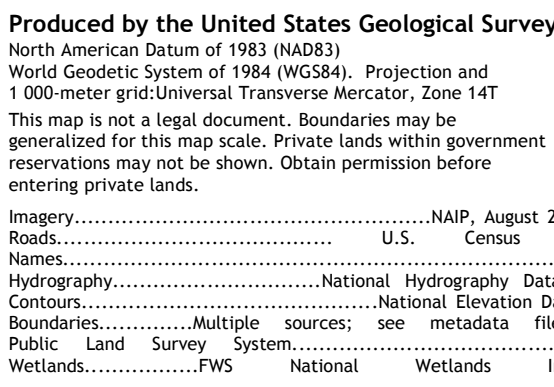 Produced by the United States Geological Survey
North American Datum of 1983 (NAD83)
World Geodetic System of 1984 (WGS84). Projection and
1 000-meter grid:Universal Transverse Mercator, Zone 14T
This map is not a legal document. Boundaries may be
generalized for this map scale. Private lands within government
reservations may not be shown. Obtain permission before
entering private lands.
Imagery..................................................NAIP, August
Roads....................................... U.S. Census
Names.....................................................................
Hydrography.............................National Hydrography
Contours..........................................National Elevation
Boundaries..............Multiple sources; see metadata
Public Land Survey System.....................................
Wetlands................FWS National Wetlands